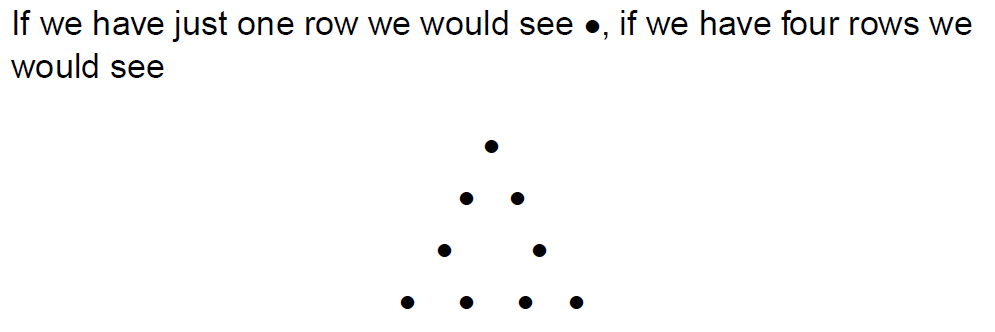 If we have just one row we would see ●, if we have four rows we
would see